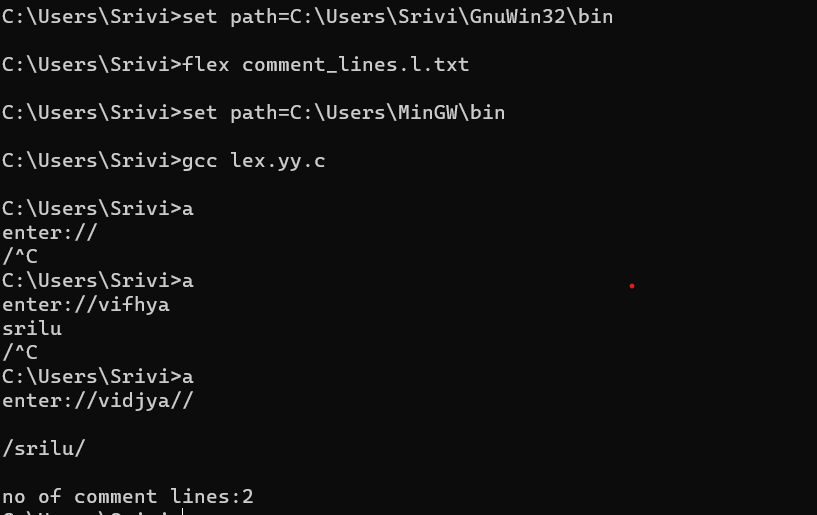 C:\Users\Srivi>set path=C:\Users\Srivi\GnuWin32\bin
C:\Users\Srivi>flex comment_lines.l.txt
C:\Users\Srivi>set path=C:\Users\MinGW\bin
C:\Users\Srivi>gcc lex.yy.c
C:\Users\Srivi>a
enter://
/^C
C:\Users\Srivi>a
enter://vifhya
srilu
/^C
C:\Users\Srivi>a
enter://vidjya//
/srilu/
no of comment lines:2
C:\Users\Srivi>